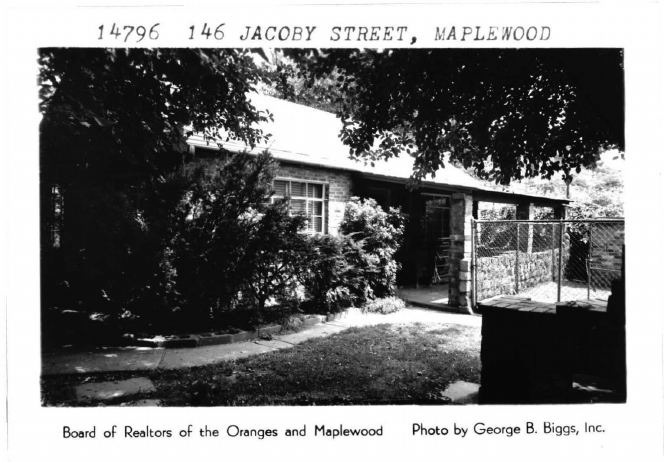 14796 146 JACOBY STREET, MAPLEWOOD
Board of Realtors of the Oranges and Maplewood Photo by George B. Biggs, Inc.